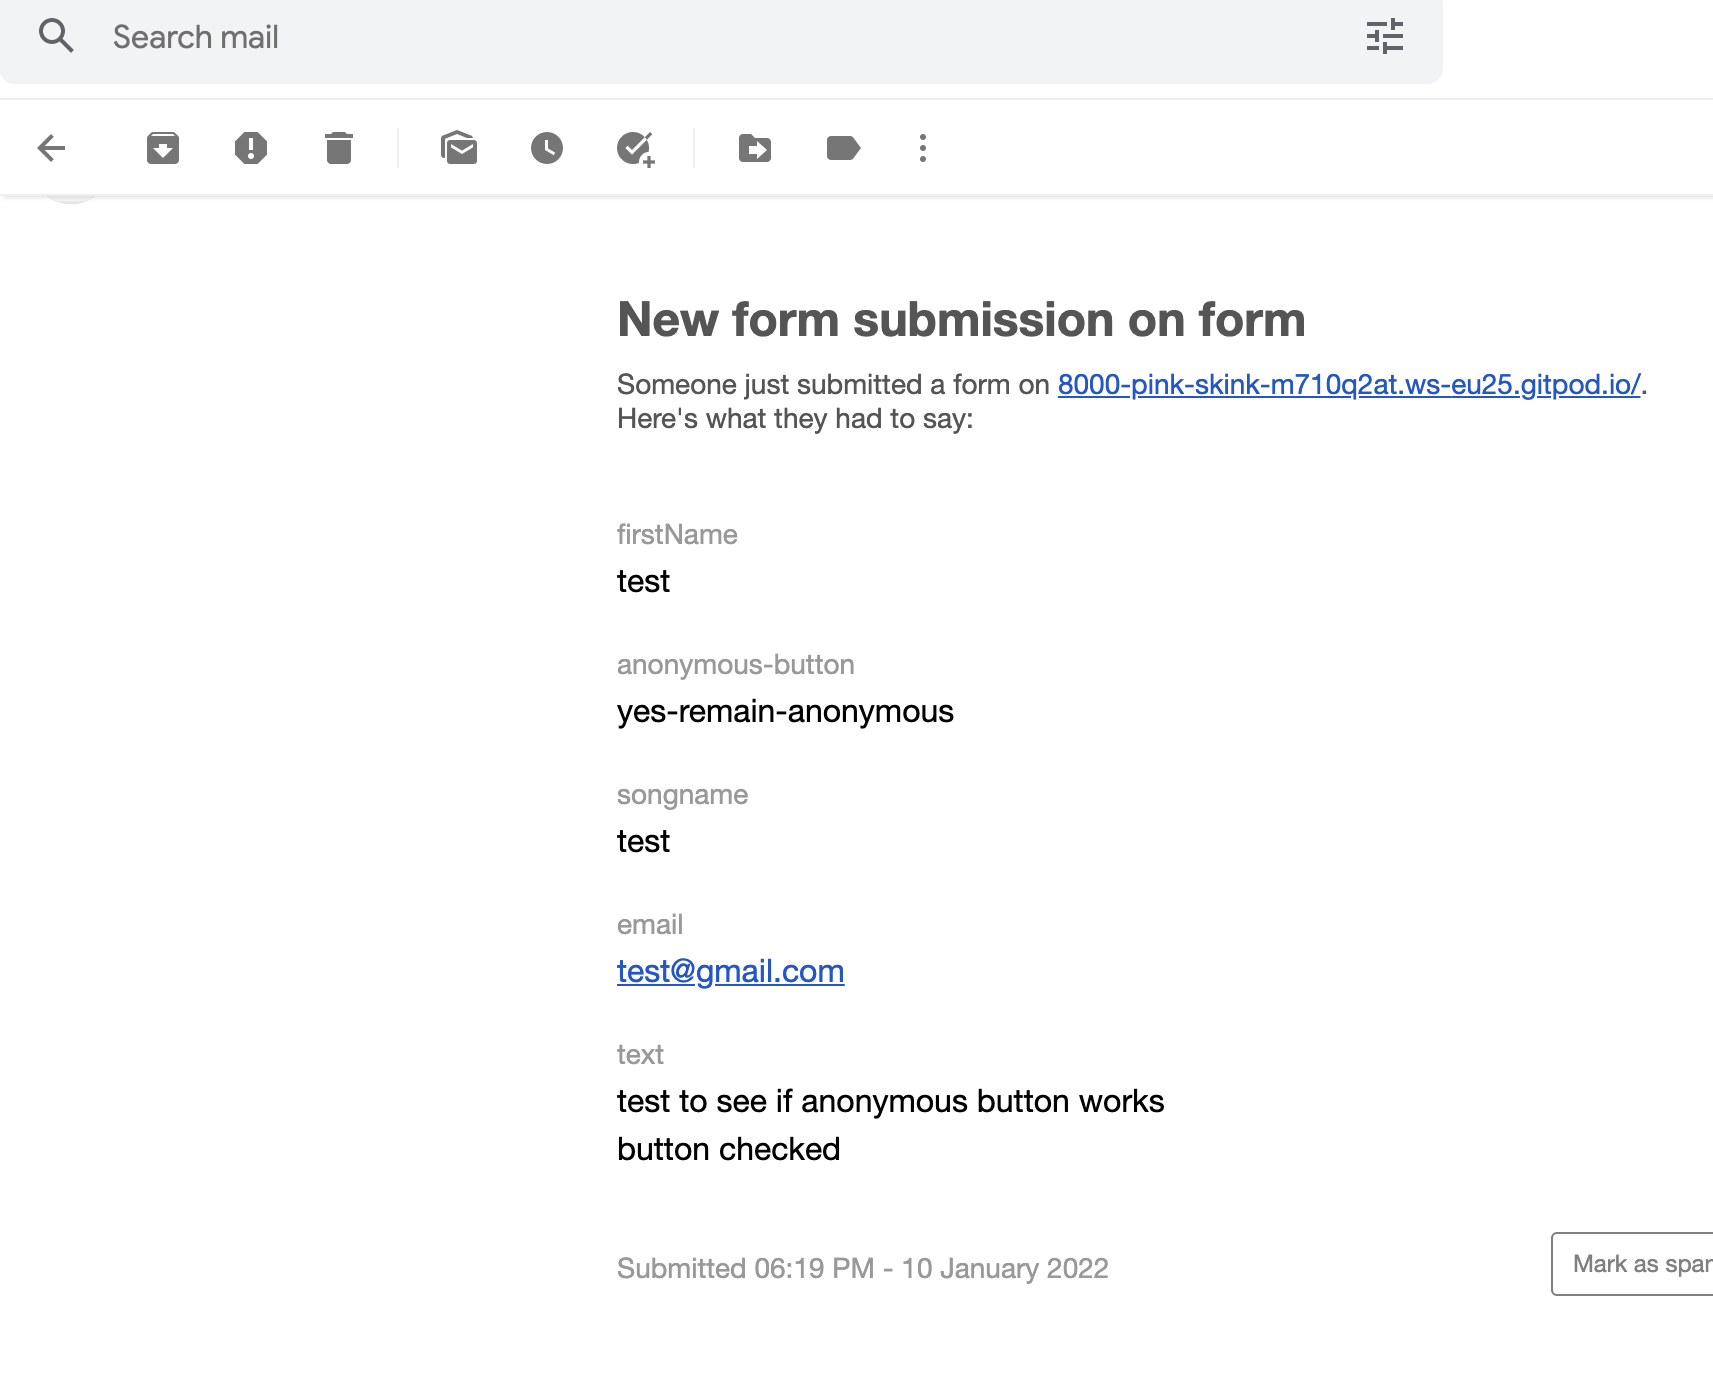 Search mail
New form submission on form
Someone just submitted a form on 8000-pink-skink-m710q2at.ws-eu25.gitpod.io/.
Here's what they had to say:
firstName
test
anonymous-button
yes-remain-anonymous
songname
test
email
test@gmail.com
text
test to see if anonymous button works
button checked
Submitted 06:19 PM - 10 January 2022
Mark as